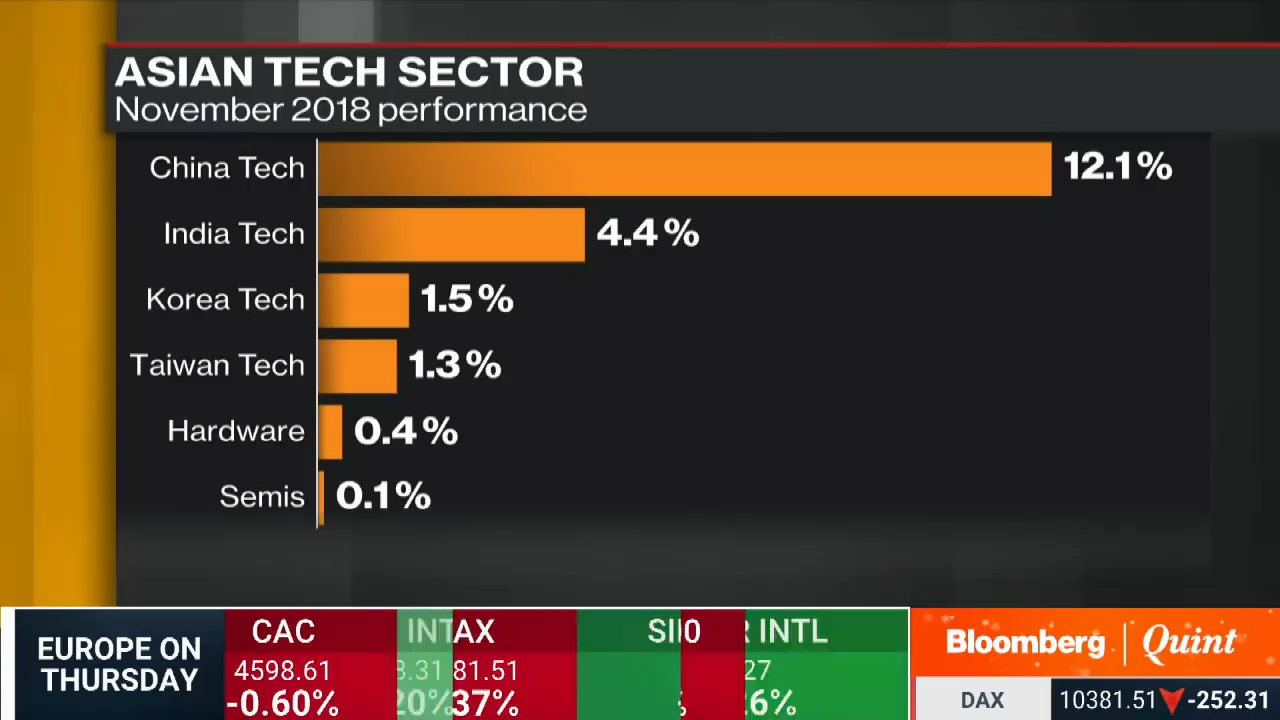 ASIAN TECH SECTOR
November 2018 performance
China Tech 12.1%
India Tech 4.4%
Korea Tech 1.5%
Taiwan Tech 1.3%
Hardware 0.4%
Semis 0.1%
EUROPE ON
THURSDAY
CAC
4598.61
-0.60%
INTL
Bloomberg | Quint
DAX 10381.51 -252.31